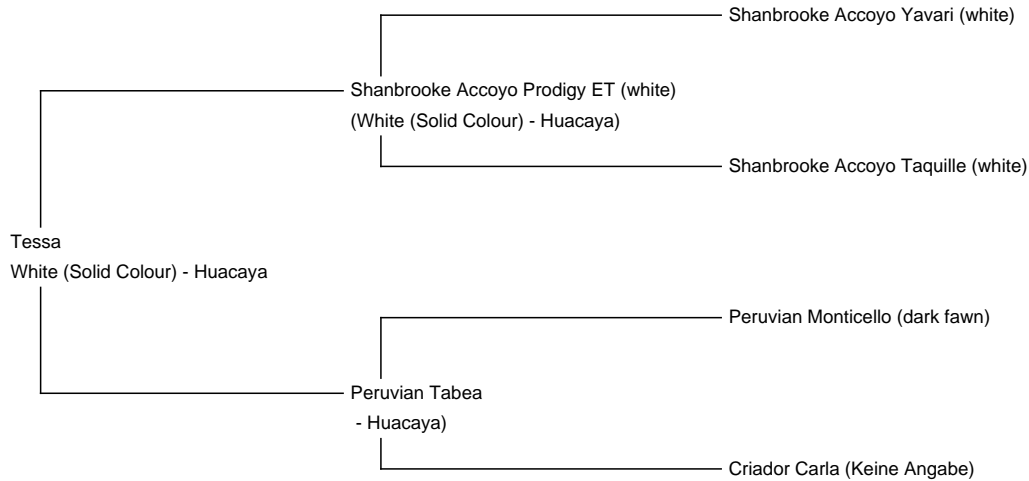 Shanbrooke Accoyo Yavari (white)
Shanbrooke Accoyo Prodigy ET (white)
(White (Solid Colour) - Huacaya)
Shanbrooke Accoyo Taquille (white)
Tessa
White (Solid Colour) - Huacaya
Peruvian Monticello (dark fawn)
Peruvian Tabea
- Huacaya)
Criador Carla (Keine Angabe)